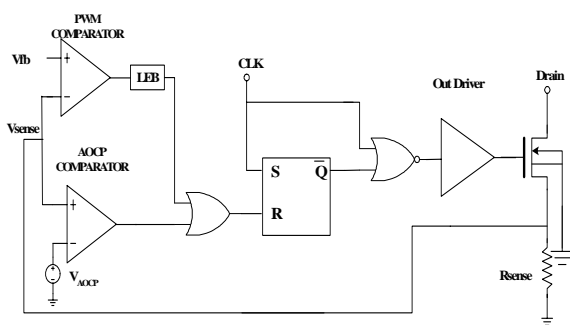 PWM
COMPARATOR
Vfb
LEB
CLK
Out Driver
Drain
Vsense
AOCP
COMPARATOR
S
Q̅
R
V_AOCP
Rsense